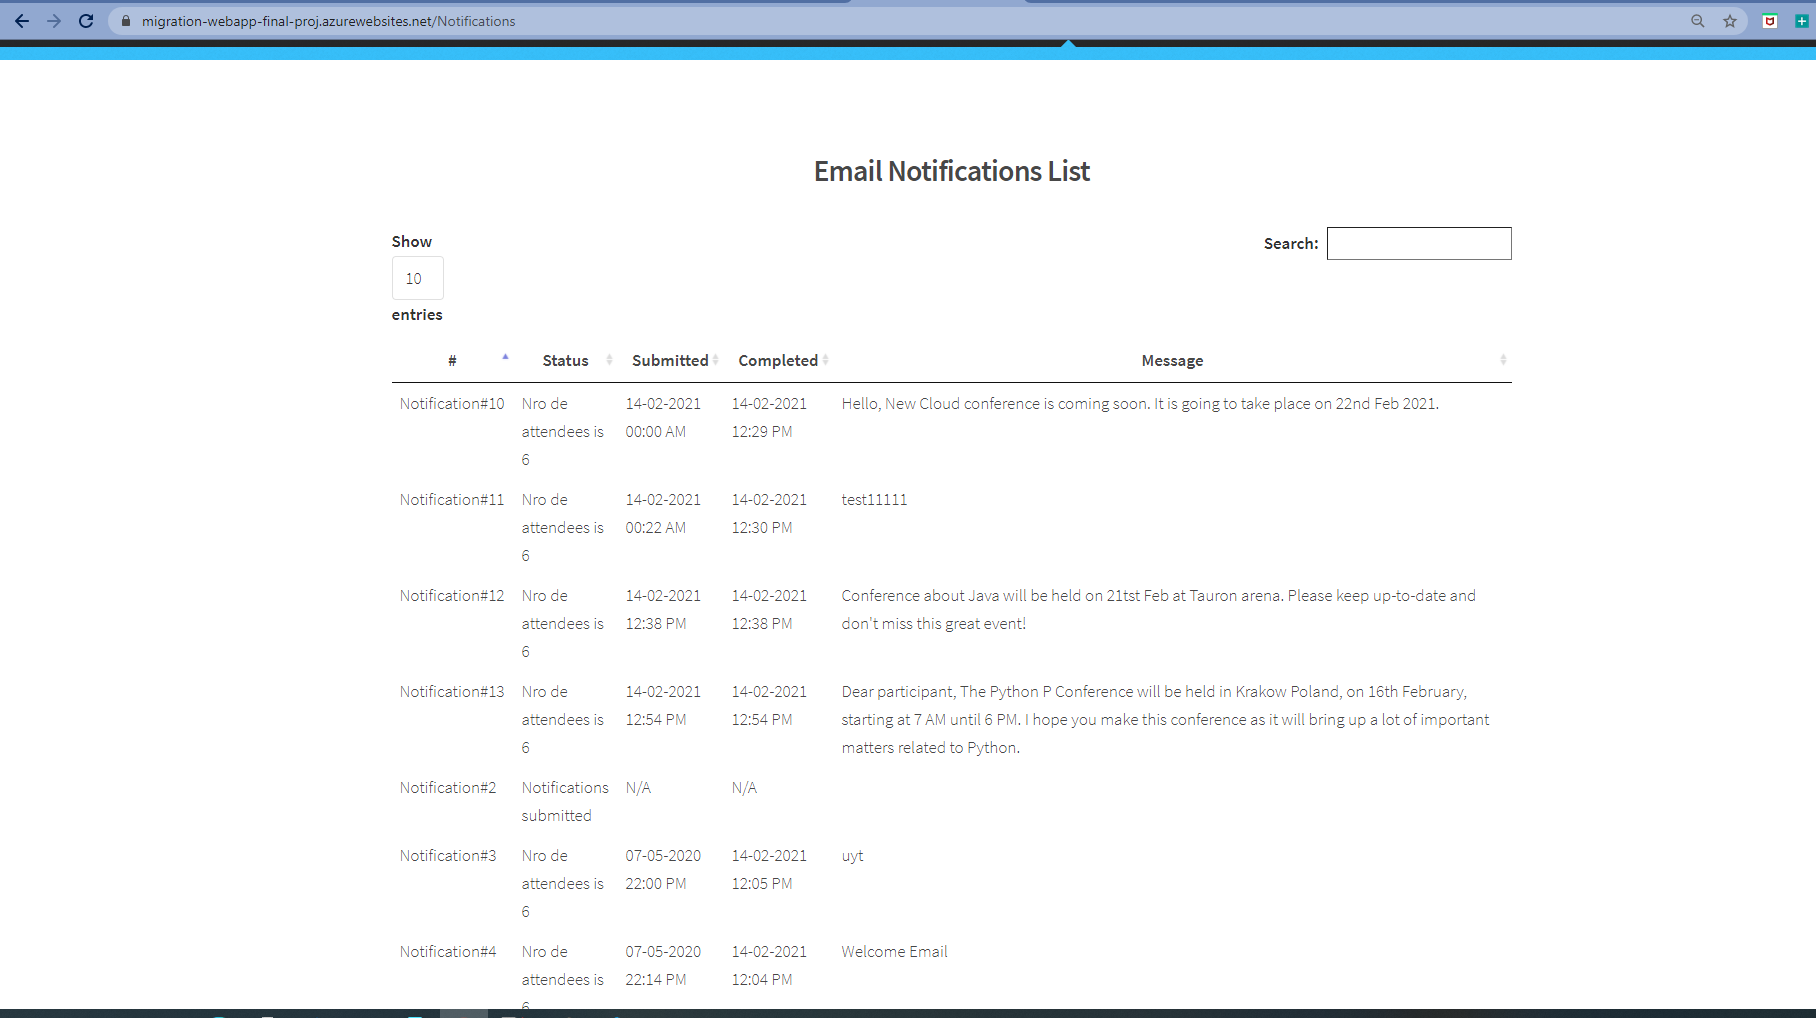 migration-webapp-final-proj.azurewebsites.net/Notifications
Email Notifications List
Show
10
entries
Search:
# Status Submitted Completed Message
Notification#10 Nro de 14-02-2021 14-02-2021 Hello, New Cloud conference is coming soon. It is going to take place on 22nd Feb 2021.
attendees is 00:00 AM 12:29 PM
6
Notification#11 Nro de 14-02-2021 14-02-2021 test11111
attendees is 00:22 AM 12:30 PM
6
Notification#12 Nro de 14-02-2021 14-02-2021 Conference about Java will be held on 21tst Feb at Tauron arena. Please keep up-to-date and
attendees is 12:38 PM 12:38 PM don't miss this great event!
6
Notification#13 Nro de 14-02-2021 14-02-2021 Dear participant, The Python P Conference will be held in Krakow Poland, on 16th February,
attendees is 12:54 PM 12:54 PM starting at 7 AM until 6 PM. I hope you make this conference as it will bring up a lot of important
6 matters related to Python.
Notification#2 Notifications N/A N/A
submitted
Notification#3 Nro de 07-05-2020 14-02-2021 uyt
attendees is 22:00 PM 12:05 PM
6
Notification#4 Nro de 07-05-2020 14-02-2021 Welcome Email
attendees is 22:14 PM 12:04 PM
6